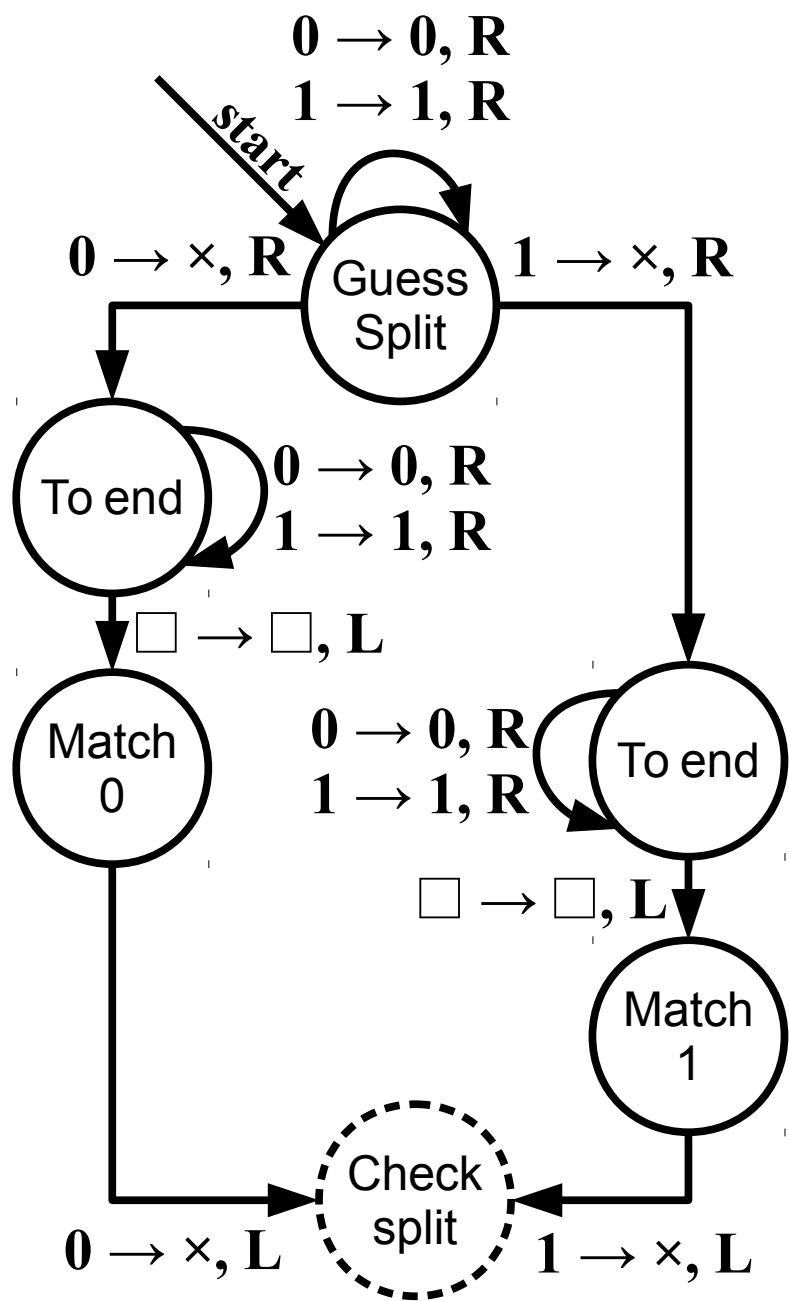 0 → 0, R
1 → 1, R
start
0 → ×, R
1 → ×, R
Guess
Split
To end
0 → 0, R
1 → 1, R
□ → □, L
Match
0
0 → 0, R
1 → 1, R
To end
□ → □, L
Match
1
Check
split
0 → ×, L
1 → ×, L